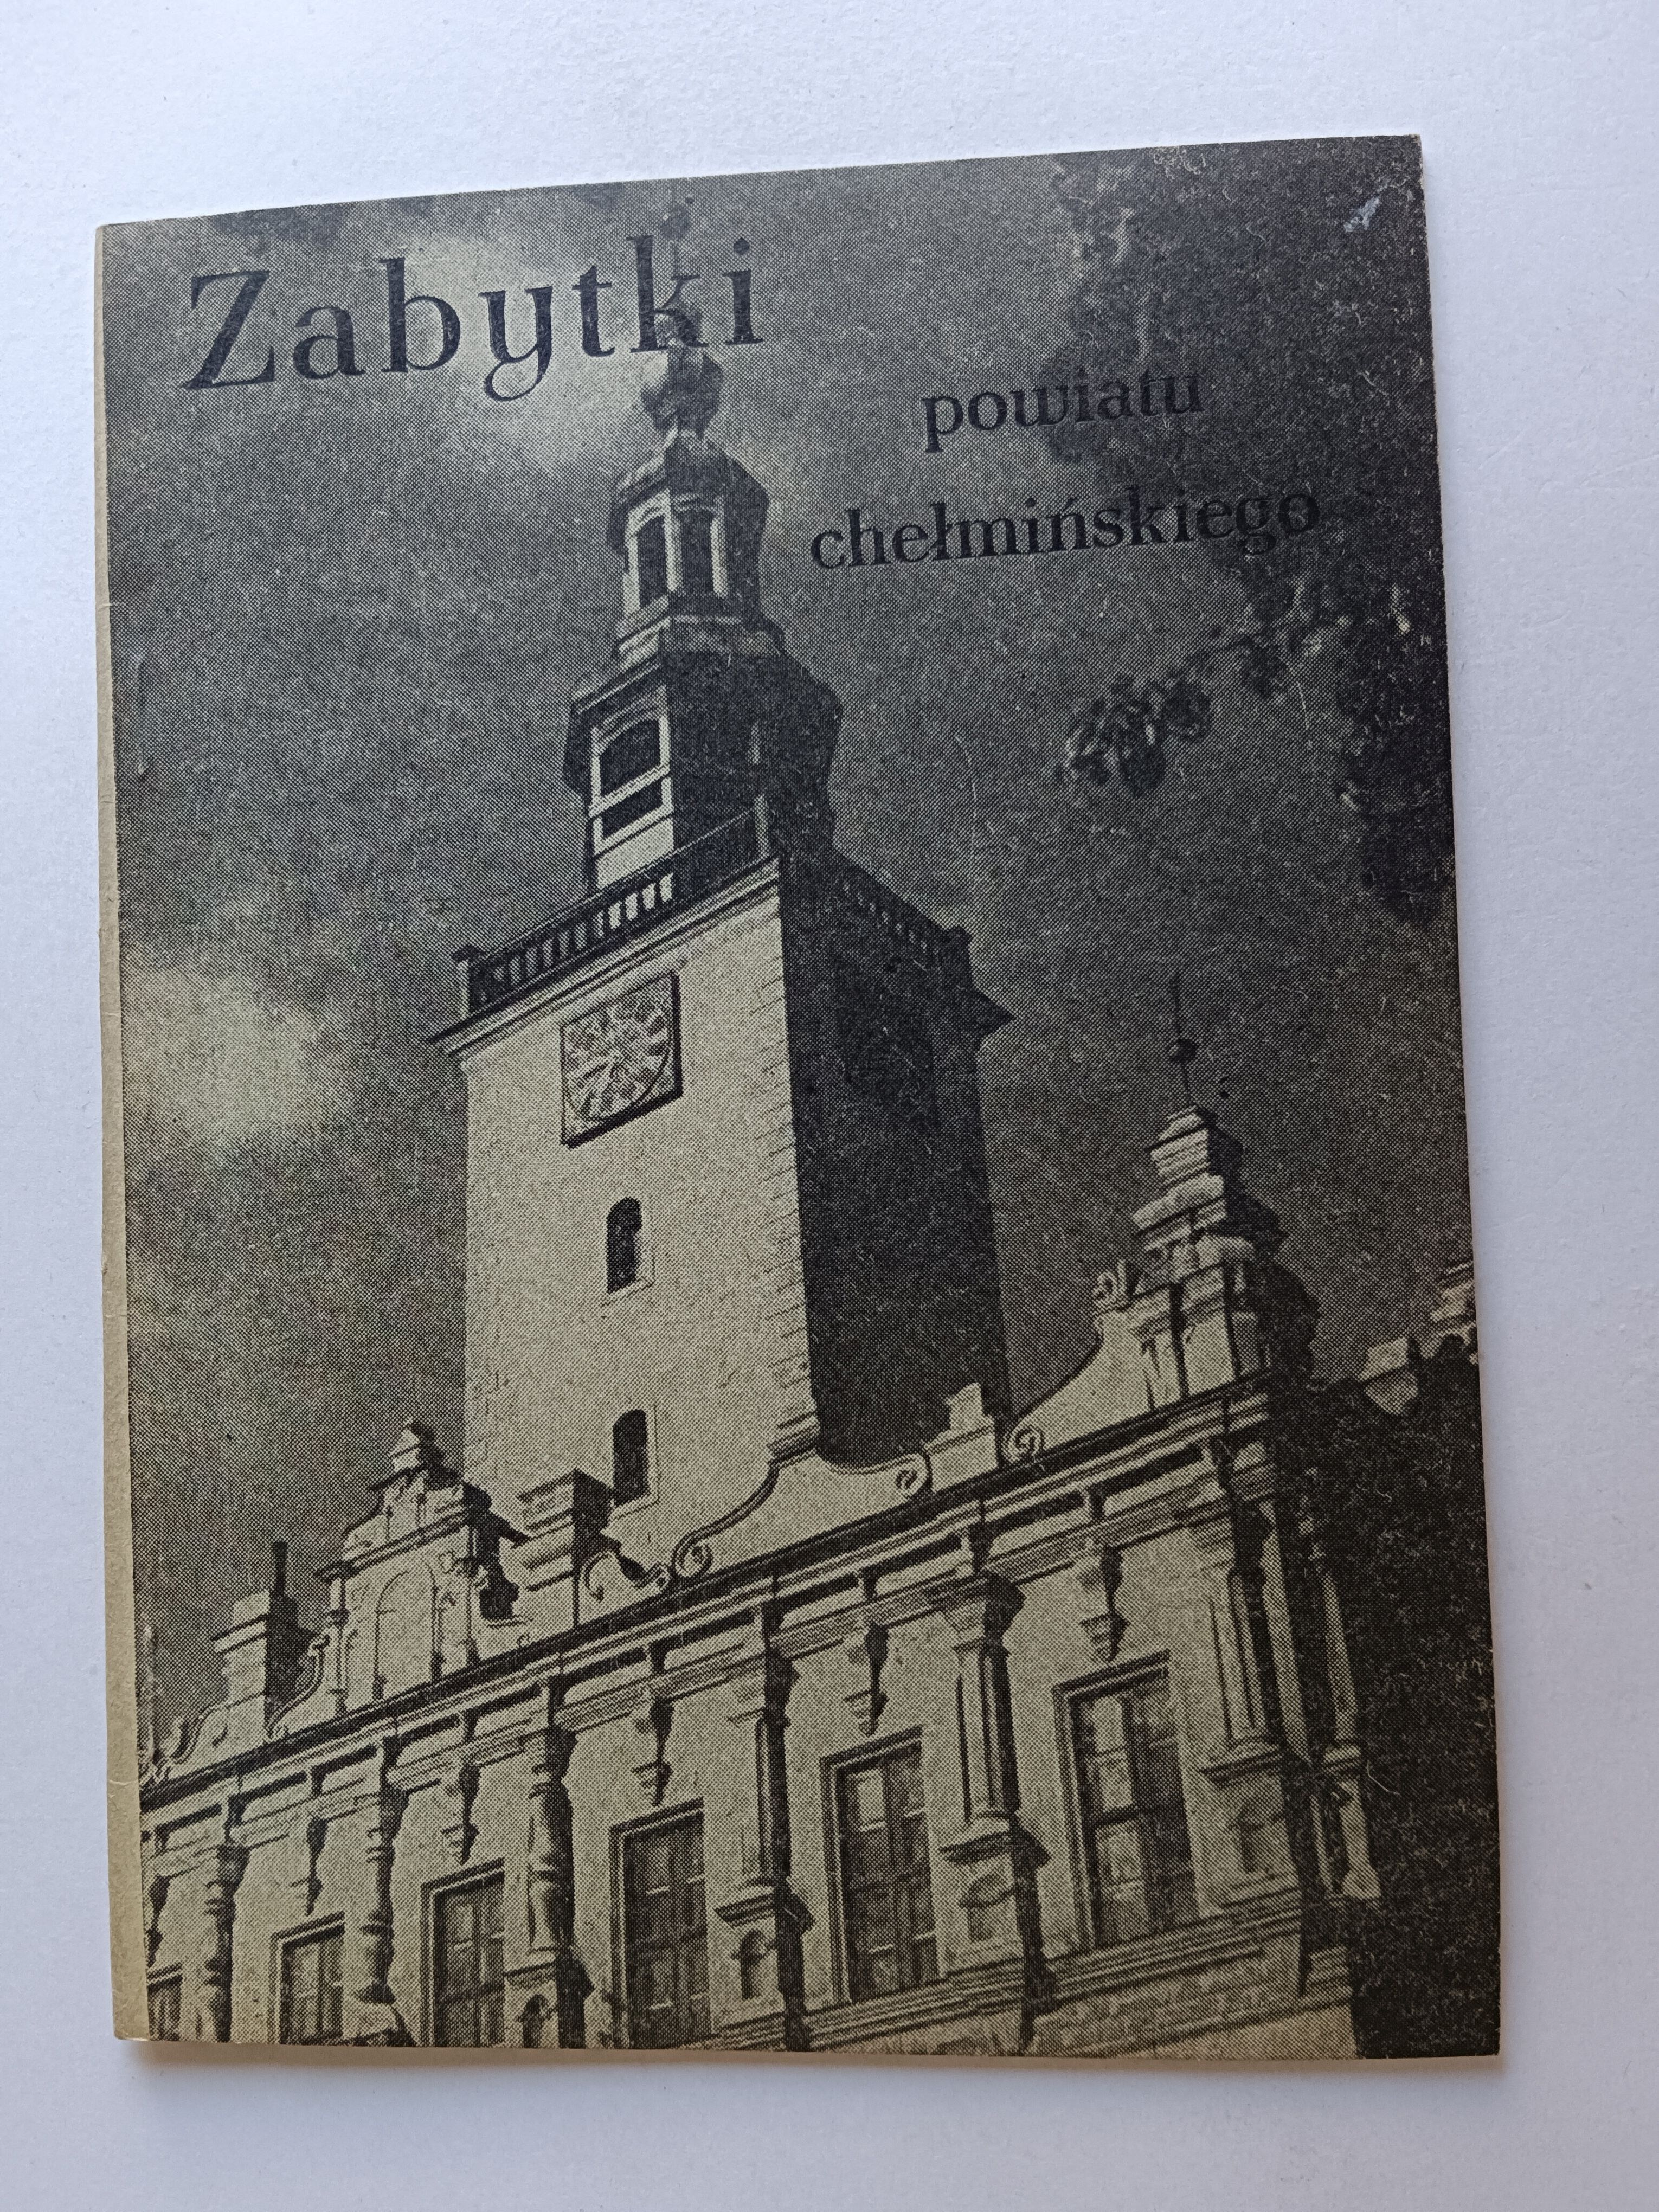 Zabytki
powiatu
chełmińskiego